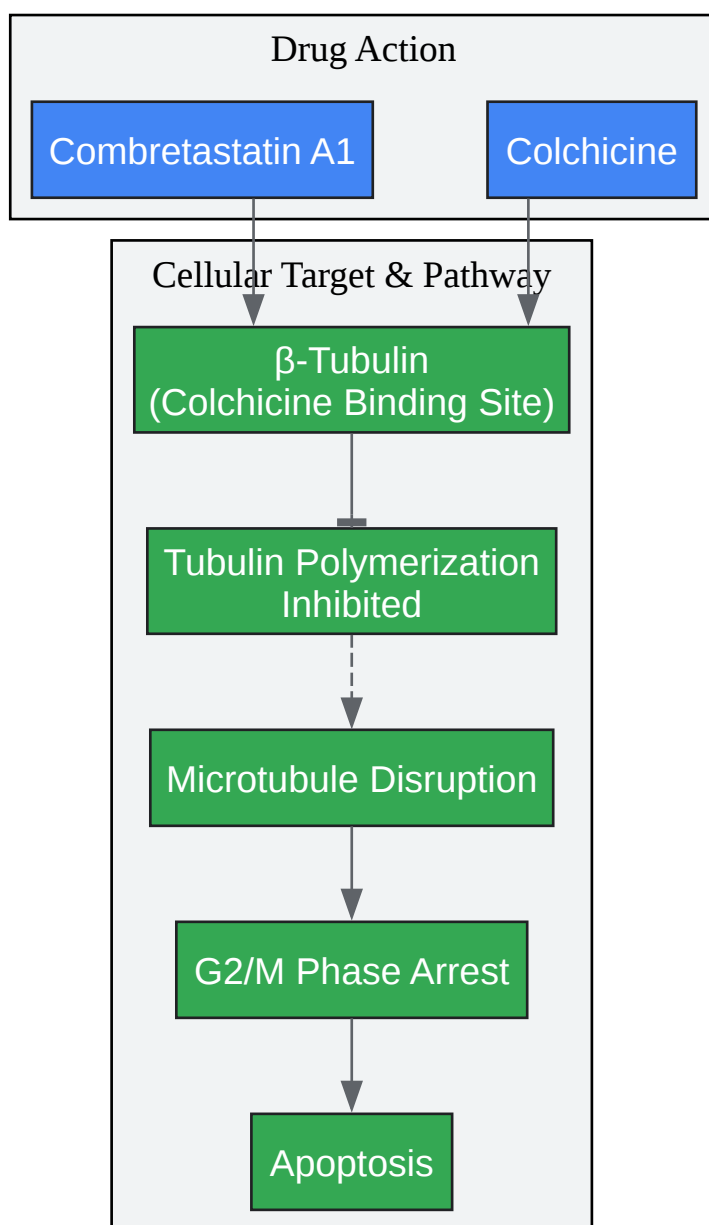 Drug Action
Combretastatin A1
Colchicine
Cellular Target & Pathway
β-Tubulin
(Colchicine Binding Site)
Tubulin Polymerization
Inhibited
Microtubule Disruption
G2/M Phase Arrest
Apoptosis